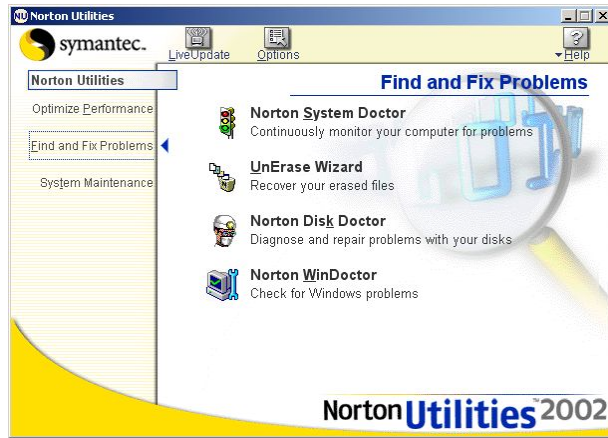 NU Norton Utilities
symantec.
LiveUpdate
Options
Help
Norton Utilities
Optimize Performance
Find and Fix Problems
System Maintenance
Find and Fix Problems
Norton System Doctor
Continuously monitor your computer for problems
UnErase Wizard
Recover your erased files
Norton Disk Doctor
Diagnose and repair problems with your disks
Norton WinDoctor
Check for Windows problems
Norton Utilities™ 2002